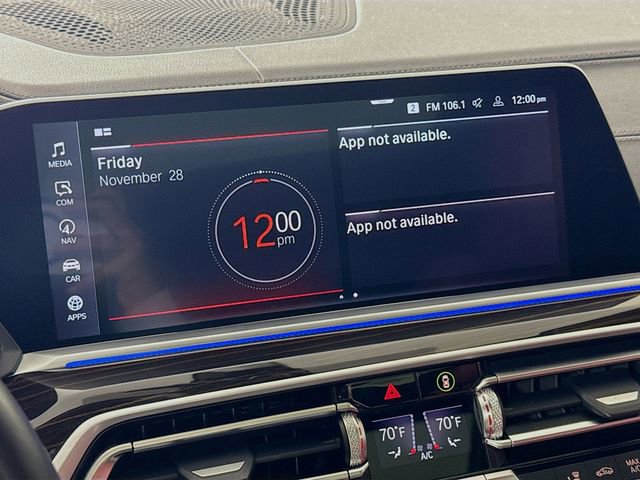 2 FM 106.1 12:00 pm
MEDIA
COM
NAV
CAR
APPS
Friday
November 28
12 00
pm
App not available.
App not available.
70°F 70°F
A/C
MAX
A/C